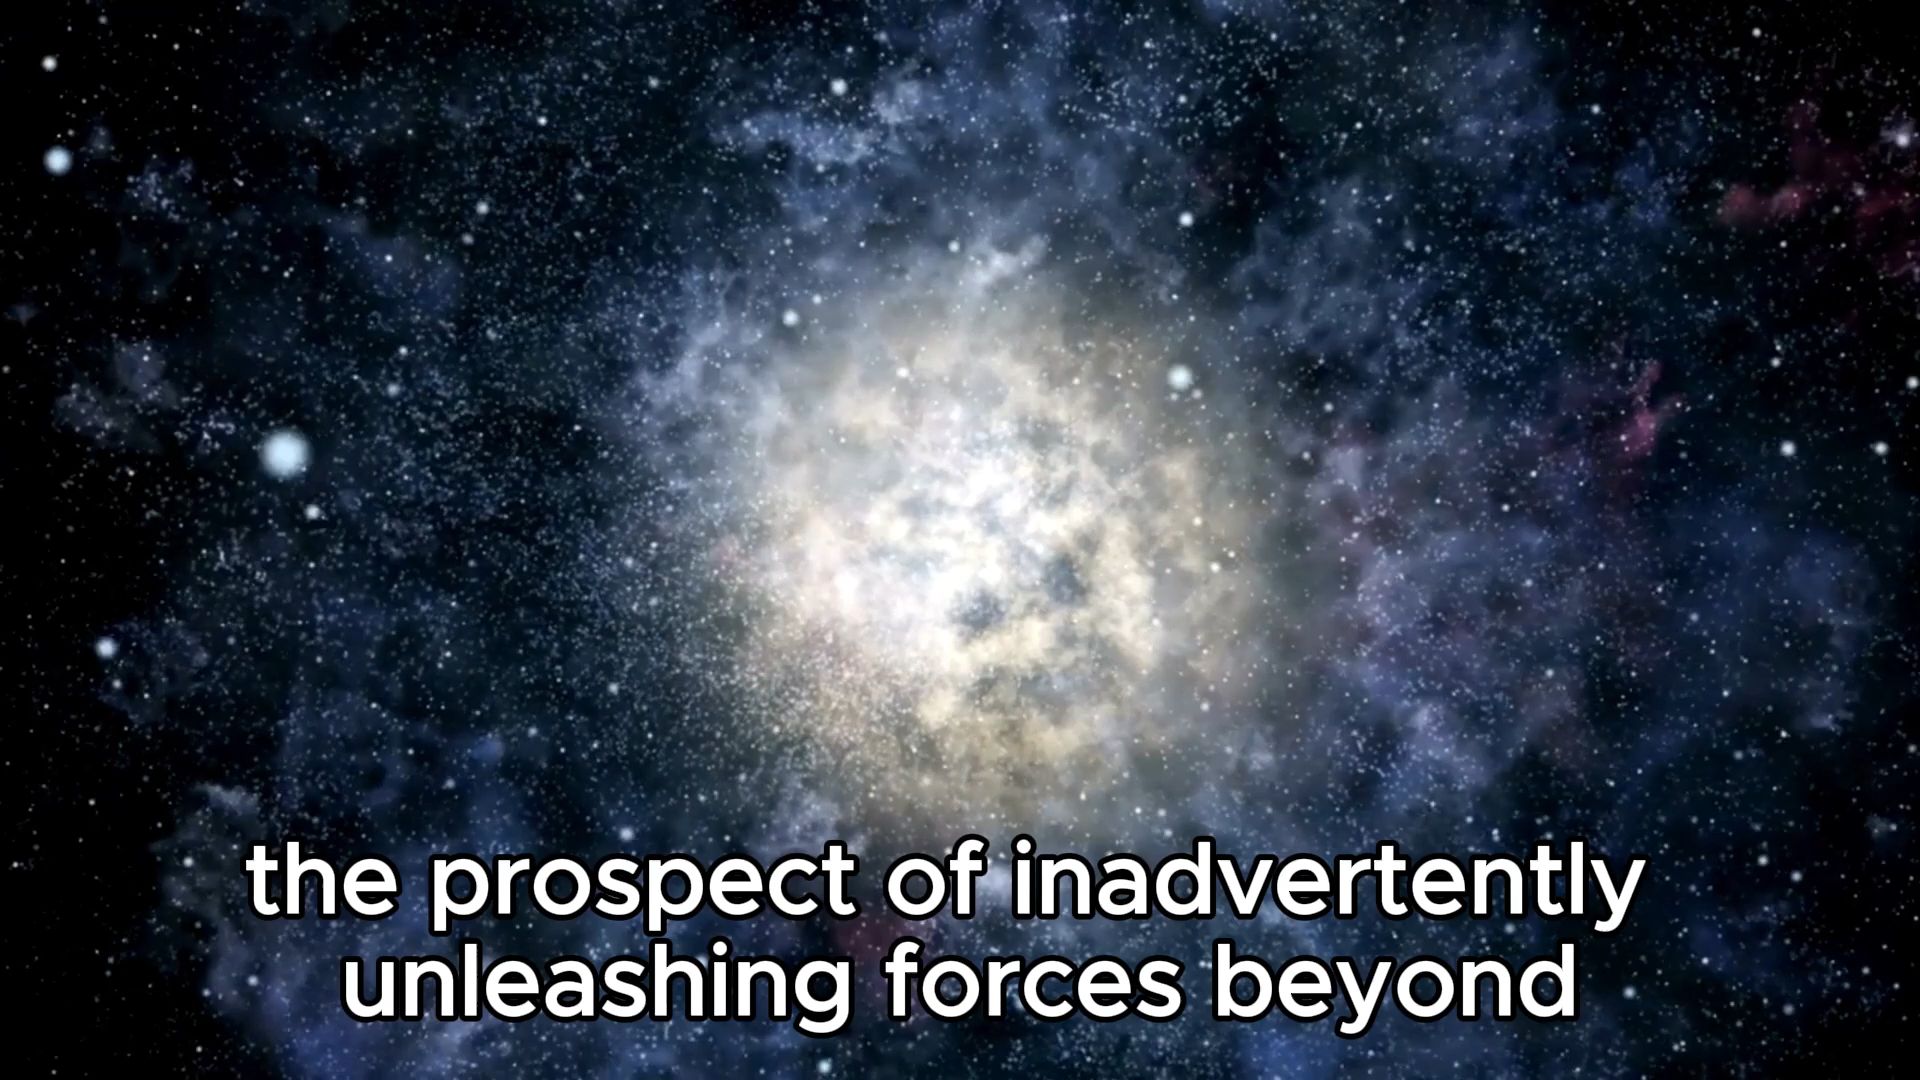 the prospect of inadvertently
unleashing forces beyond